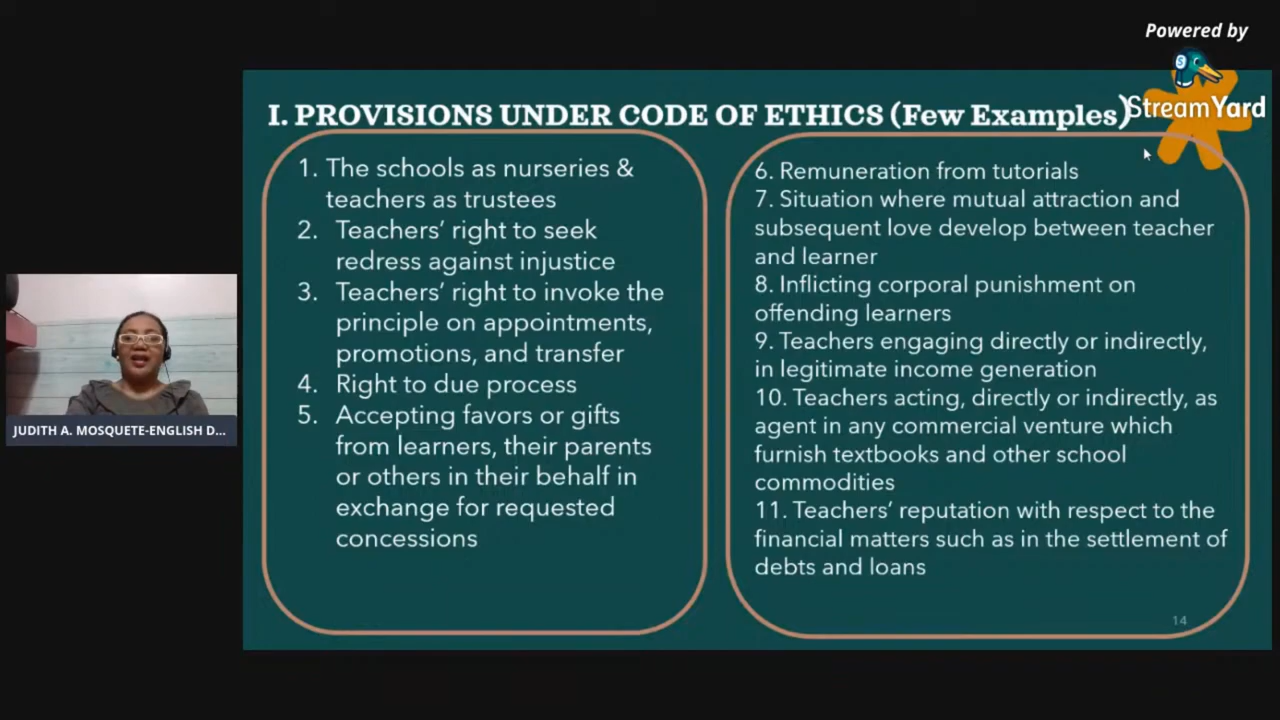 Powered by
StreamYard
I. PROVISIONS UNDER CODE OF ETHICS (Few Examples)
1. The schools as nurseries &
teachers as trustees
2. Teachers’ right to seek
redress against injustice
3. Teachers’ right to invoke the
principle on appointments,
promotions, and transfer
4. Right to due process
5. Accepting favors or gifts
from learners, their parents
or others in their behalf in
exchange for requested
concessions
6. Remuneration from tutorials
7. Situation where mutual attraction and
subsequent love develop between teacher
and learner
8. Inflicting corporal punishment on
offending learners
9. Teachers engaging directly or indirectly,
in legitimate income generation
10. Teachers acting, directly or indirectly, as
agent in any commercial venture which
furnish textbooks and other school
commodities
11. Teachers’ reputation with respect to the
financial matters such as in the settlement of
debts and loans
14
JUDITH A. MOSQUETE-ENGLISH D...